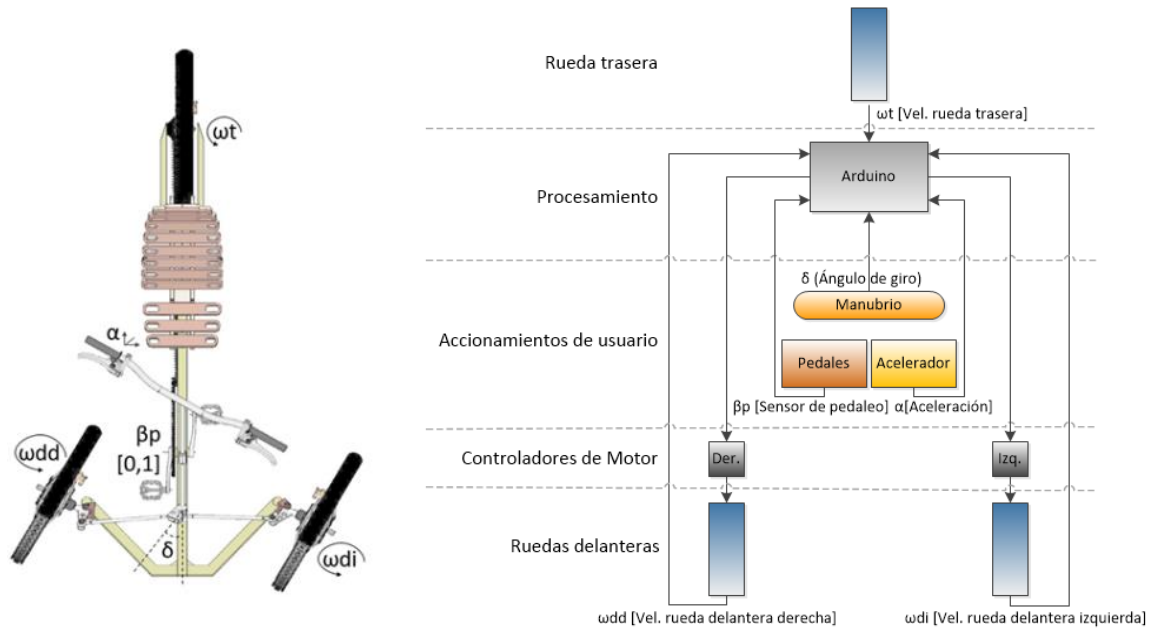 ωt
α
βp
[0,1]
ωdd
δ
ωdi
Rueda trasera
ωt [Vel. rueda trasera]
Procesamiento
Arduino
δ (Ángulo de giro)
Manubrio
Accionamientos de usuario
Pedales
Acelerador
βp [Sensor de pedaleo]
α[Aceleración]
Controladores de Motor
Der.
Izq.
Ruedas delanteras
ωdd [Vel. rueda delantera derecha]
ωdi [Vel. rueda delantera izquierda]